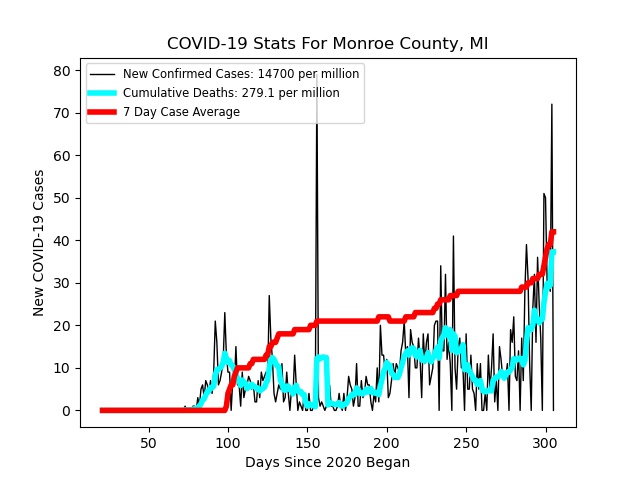 COVID-19 Stats For Monroe County, MI
New Confirmed Cases: 14700 per million
Cumulative Deaths: 279.1 per million
7 Day Case Average
80
70
60
50
40
30
20
10
0
New COVID-19 Cases
50 100 150 200 250 300
Days Since 2020 Began